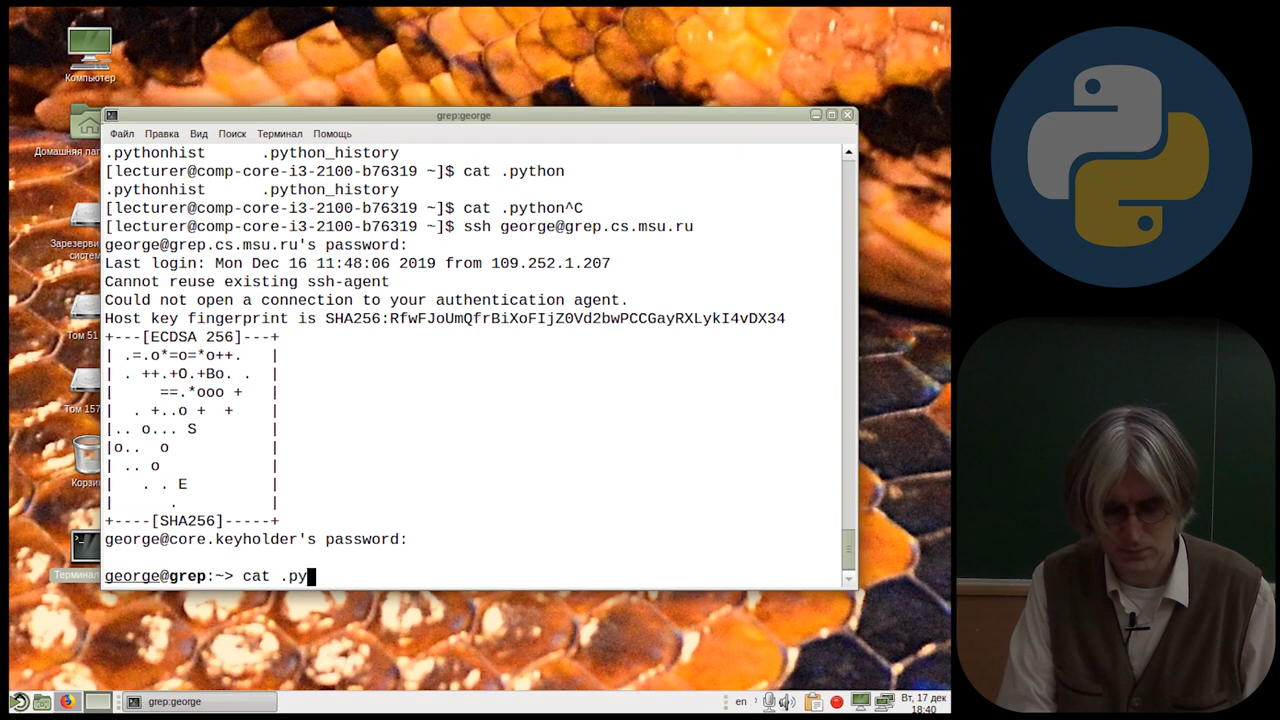 Компьютер
Домашняя пап
Зарезерви
систем
Том 51
Том 157
Корзи
Терминал
grep:george
Файл Правка Вид Поиск Терминал Помощь
.pythonhist .python_history
[lecturer@comp-core-i3-2100-b76319 ~]$ cat .python
.pythonhist .python_history
[lecturer@comp-core-i3-2100-b76319 ~]$ cat .python^C
[lecturer@comp-core-i3-2100-b76319 ~]$ ssh george@grep.cs.msu.ru
george@grep.cs.msu.ru's password:
Last login: Mon Dec 16 11:48:06 2019 from 109.252.1.207
Cannot reuse existing ssh-agent
Could not open a connection to your authentication agent.
Host key fingerprint is SHA256:RfwFJoUmQfrBiXoFIjZ0Vd2bwPCCGayRXLykI4vDX34
+---[ECDSA 256]---+
| .=.o*=o=*o++.   |
| . ++.+O.+Bo. .  |
|     ==.*ooo +   |
|  . +..o +  +    |
|.. o... S        |
|o..  o           |
| .. o            |
|   . . E         |
|      .          |
+----[SHA256]-----+
george@core.keyholder's password:
george@grep:~> cat .py
grep:george
en
Вт, 17 дек
18:40